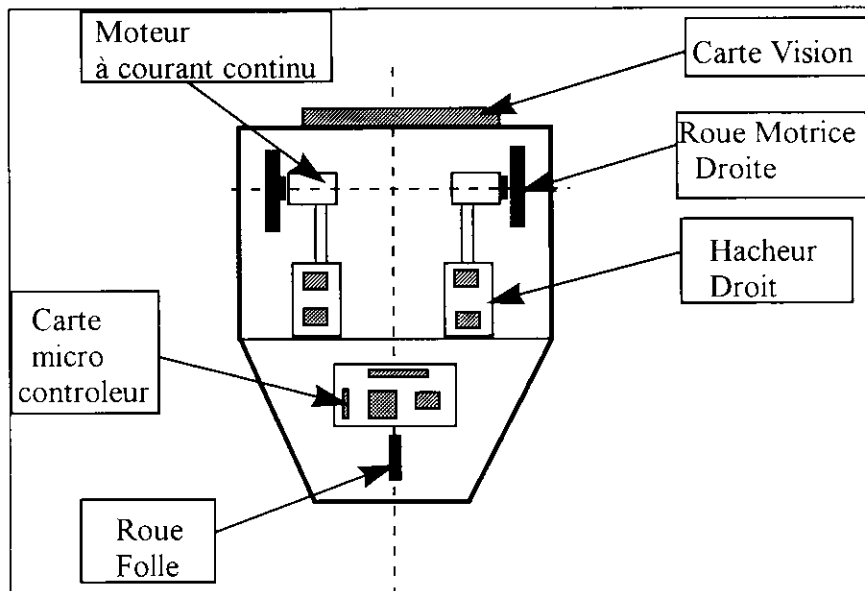 Moteur
à courant continu
Carte Vision
Roue Motrice
Droite
Hacheur
Droit
Carte
micro
controleur
Roue
Folle